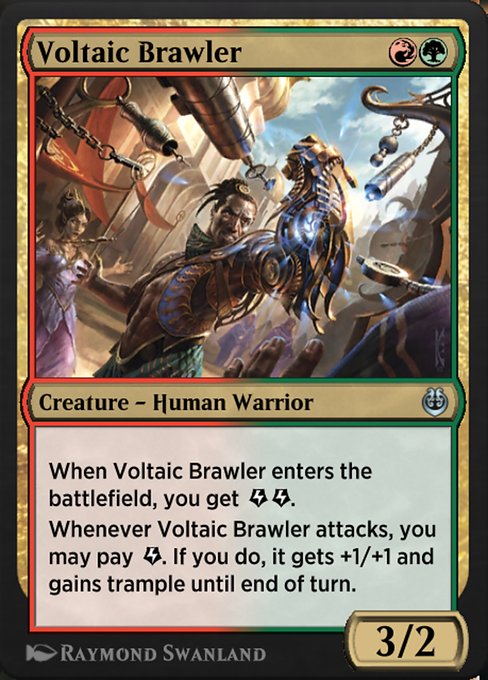 Voltaic Brawler
Creature – Human Warrior
When Voltaic Brawler enters the
battlefield, you get.
Whenever Voltaic Brawler attacks, you
may pay. If you do, it gets +1/+1 and
gains trample until end of turn.
3/2
Raymond Swanland